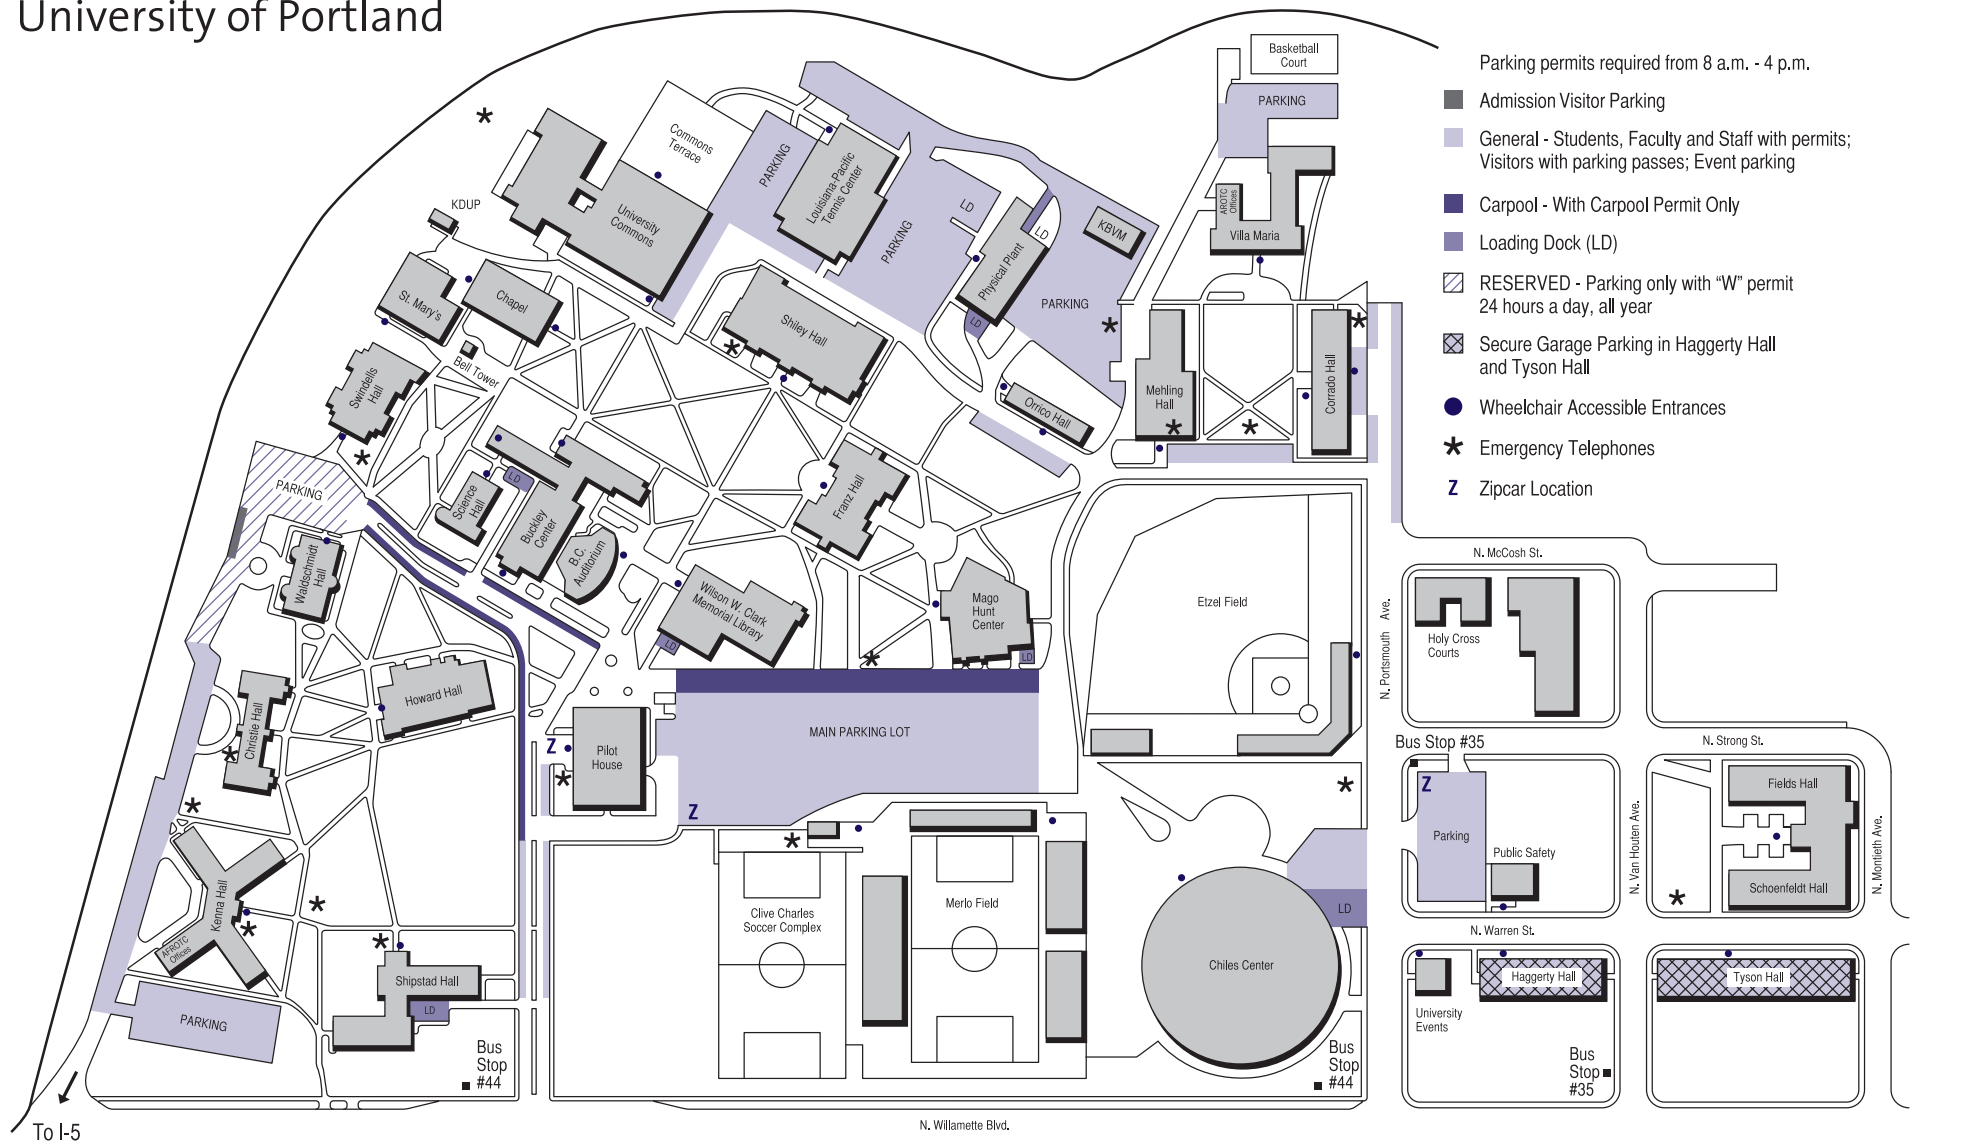 University of Portland
Basketball
Court
PARKING
Parking permits required from 8 a.m. - 4 p.m.
Admission Visitor Parking
General - Students, Faculty and Staff with permits;
Visitors with parking passes; Event parking
Carpool - With Carpool Permit Only
Loading Dock (LD)
RESERVED - Parking only with “W” permit
24 hours a day, all year
Secure Garage Parking in Haggerty Hall
and Tyson Hall
Wheelchair Accessible Entrances
Emergency Telephones
Z Zipcar Location
Commons
Terrace
PARKING
Louisiana-Pacific
Tennis Center
KDUP
University
Commons
LD
PARKING
LD
KBVM
AROTC
Offices
Villa Maria
Physical Plant
PARKING
LD
St. Mary's
Chapel
Shiley Hall
Bell Tower
Swindells
Hall
Orrico Hall
Mehling
Hall
Corrado Hall
PARKING
LD
Science
Hall
Buckley
Center
B.C.
Auditorium
Franz Hall
Waldschmidt
Hall
Wilson W. Clark
Memorial Library
LD
Mago
Hunt
Center
LD
Etzel Field
N. Portsmouth Ave.
N. McCosh St.
Holy Cross
Courts
Howard Hall
Christie Hall
Z
Pilot
House
MAIN PARKING LOT
Z
Bus Stop #35
Z
Parking
N. Strong St.
Fields Hall
Schoenfeldt Hall
N. Van Houten Ave.
N. Montieth Ave.
Public Safety
Kenna Hall
AFROTC
Offices
Clive Charles
Soccer Complex
Merlo Field
LD
Chiles Center
N. Warren St.
Haggerty Hall
Tyson Hall
University
Events
Shipstad Hall
LD
PARKING
Bus
Stop
#44
Bus
Stop
#44
Bus
Stop
#35
N. Willamette Blvd.
To I-5